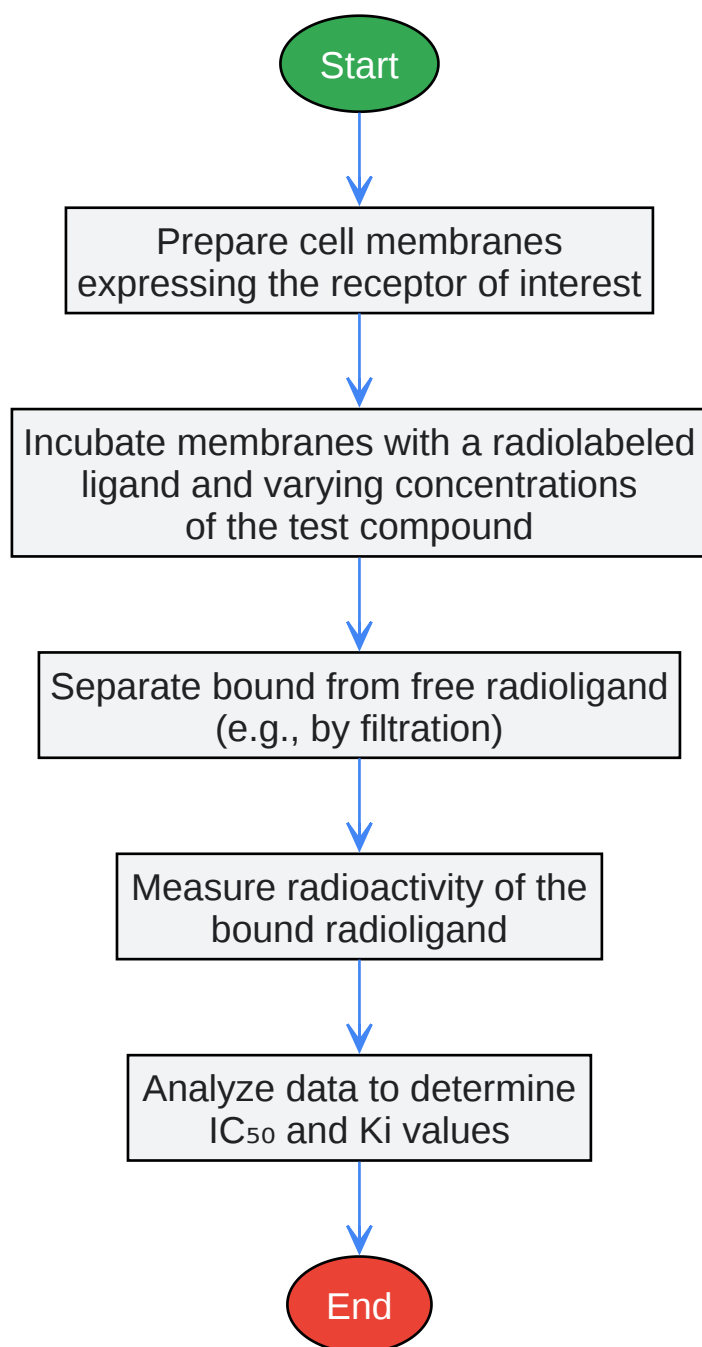 Start
Prepare cell membranes
expressing the receptor of interest
Incubate membranes with a radiolabeled
ligand and varying concentrations
of the test compound
Separate bound from free radioligand
(e.g., by filtration)
Measure radioactivity of the
bound radioligand
Analyze data to determine
IC₅₀ and Ki values
End